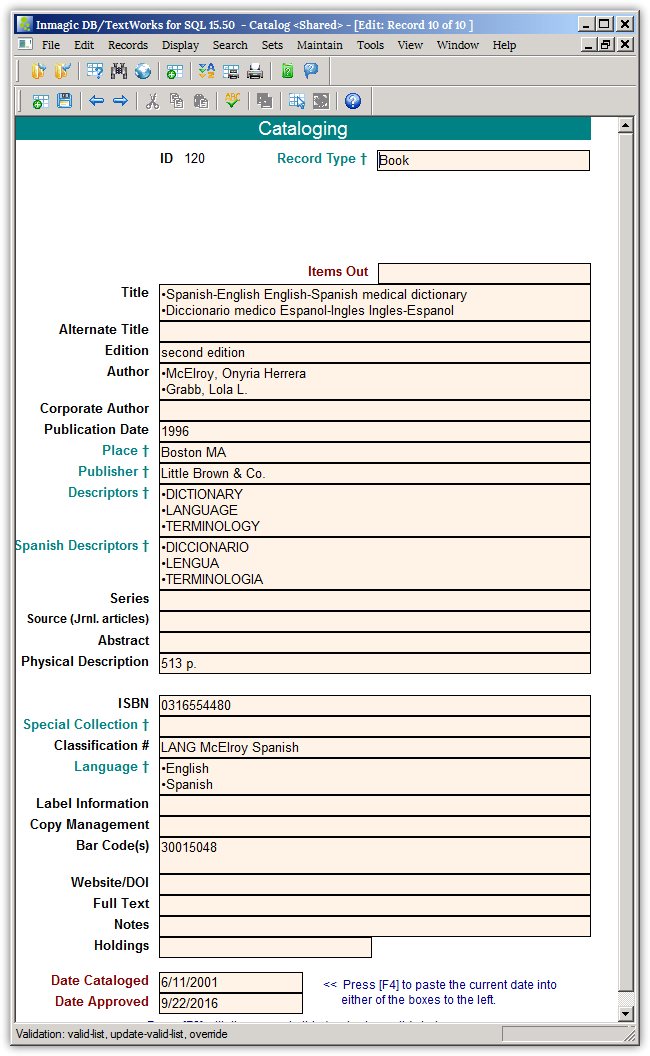 Inmagic DB/TextWorks for SQL 15.50 - Catalog <Shared> - [Edit: Record 10 of 10 ]
File Edit Records Display Search Sets Maintain Tools View Window Help
Cataloging
ID 120 Record Type † Book
Items Out
Title •Spanish-English English-Spanish medical dictionary
•Diccionario medico Espanol-Ingles Ingles-Espanol
Alternate Title
Edition second edition
Author •McElroy, Onyria Herrera
•Grabb, Lola L.
Corporate Author
Publication Date 1996
Place † Boston MA
Publisher † Little Brown & Co.
Descriptors † •DICTIONARY
•LANGUAGE
•TERMINOLOGY
Spanish Descriptors † •DICCIONARIO
•LENGUA
•TERMINOLOGIA
Series
Source (Jrnl. articles)
Abstract
Physical Description 513 p.
ISBN 0316554480
Special Collection †
Classification # LANG McElroy Spanish
Language † •English
•Spanish
Label Information
Copy Management
Bar Code(s) 30015048
Website/DOI
Full Text
Notes
Holdings
Date Cataloged 6/11/2001 << Press [F4] to paste the current date into
Date Approved 9/22/2016 either of the boxes to the left.
Validation: valid-list, update-valid-list, override